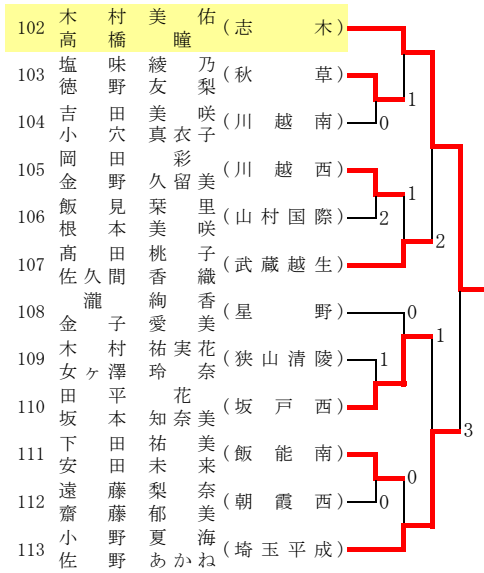 102 木村美佑 (志木)
高橋瞳
103 塩味綾乃 (秋草)
徳野友梨
1
104 吉田美咲 (川越南) 0
小穴真衣子
105 岡田彩 (川越西)
金野久留美
1
106 飯見栞里 (山村国際) 2
根本美咲
2
107 髙田桃子 (武蔵越生)
佐久間香織
108 瀧絢香 (星野) 0
金子愛美
1
109 木村祐実花 (狭山清陵) 1
女ヶ澤玲奈
110 田平花 (坂戸西)
坂本知奈美
3
111 下田祐美 (飯能南)
安田未来
0
112 遠藤梨奈 (朝霞西) 0
齋藤郁美
113 小野夏海 (埼玉平成)
佐野あかね